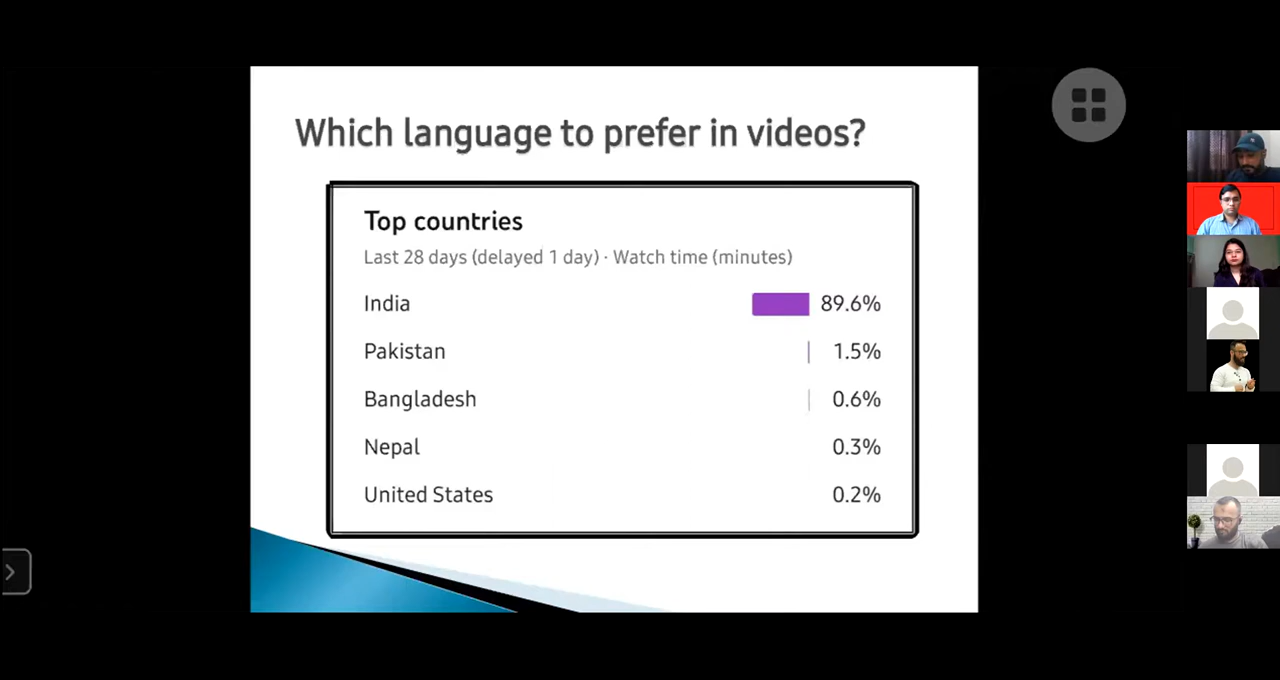 Which language to prefer in videos?
Top countries
Last 28 days (delayed 1 day) · Watch time (minutes)
India 89.6%
Pakistan 1.5%
Bangladesh 0.6%
Nepal 0.3%
United States 0.2%